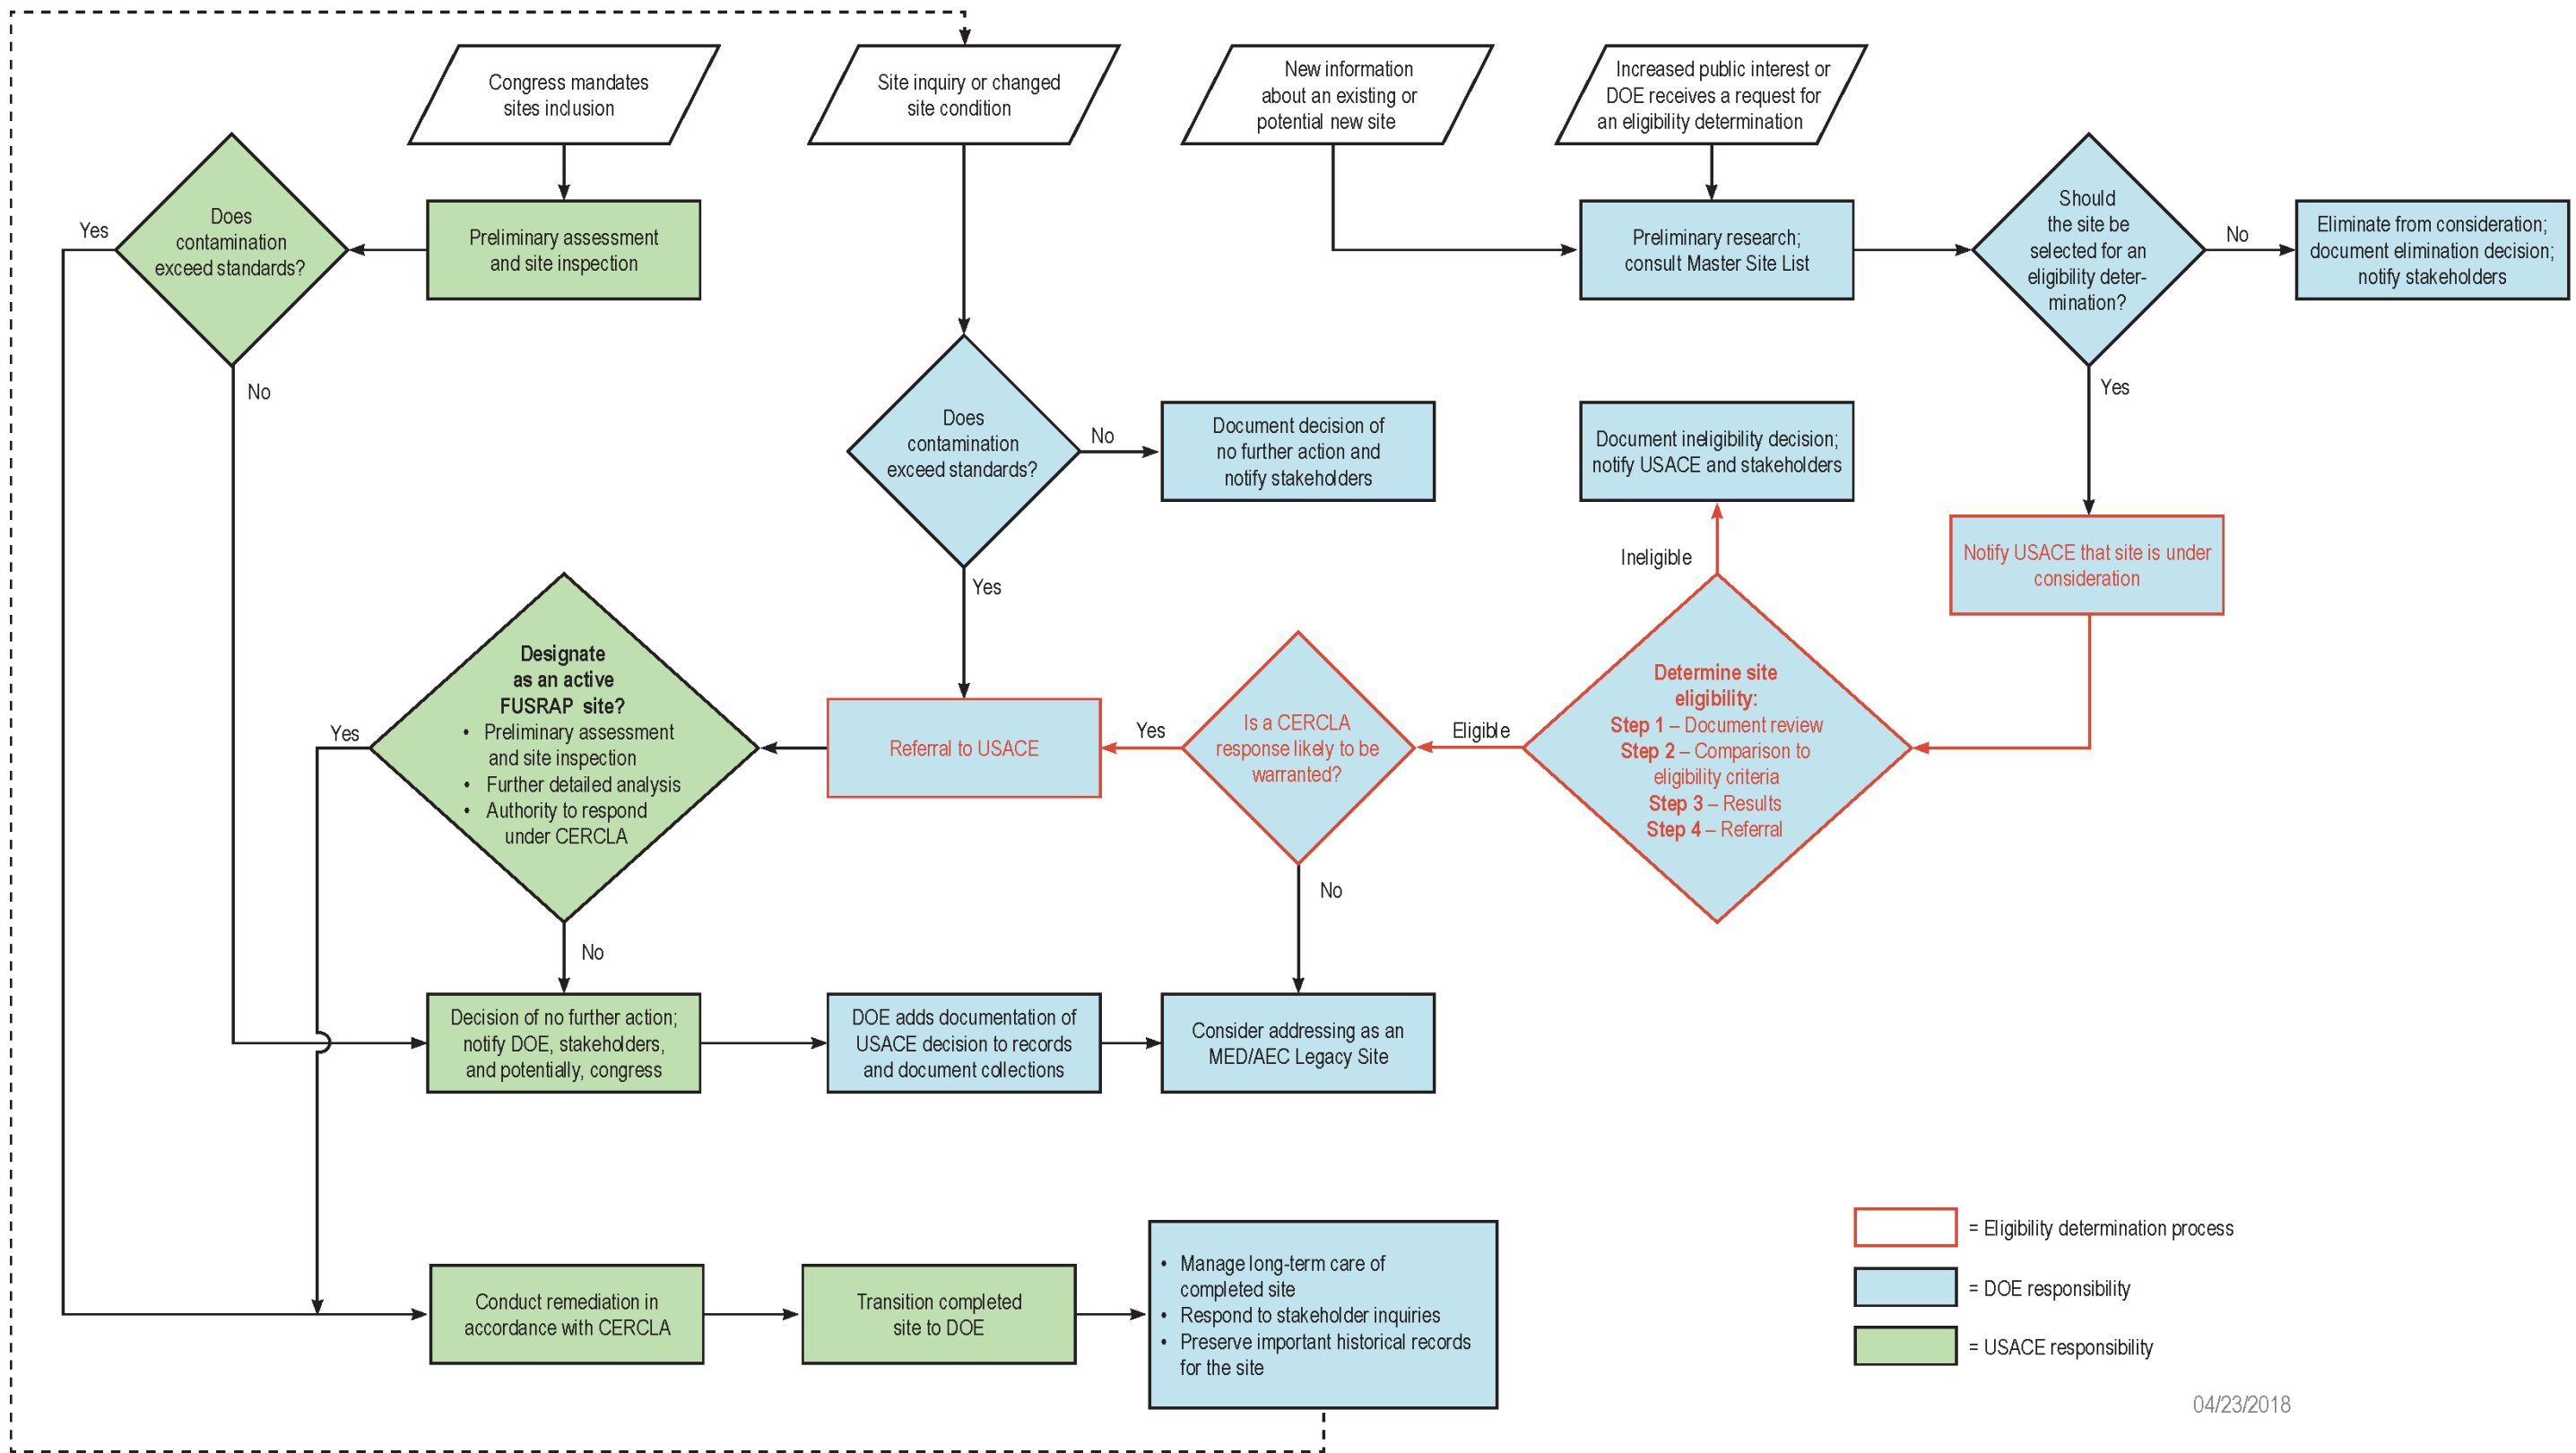 Congress mandates
sites inclusion
Site inquiry or changed
site condition
New information
about an existing or
potential new site
Increased public interest or
DOE receives a request for
an eligibility determination
Does
contamination
exceed standards?
Yes
No
Preliminary assessment
and site inspection
Preliminary research;
consult Master Site List
Should
the site be
selected for an
eligibility deter-
mination?
No
Yes
Eliminate from consideration;
document elimination decision;
notify stakeholders
Does
contamination
exceed standards?
No
Yes
Document decision of
no further action and
notify stakeholders
Document ineligibility decision;
notify USACE and stakeholders
Ineligible
Notify USACE that site is under
consideration
Designate
as an active
FUSRAP site?
• Preliminary assessment
and site inspection
• Further detailed analysis
• Authority to respond
under CERCLA
Yes
No
Referral to USACE
Yes
Is a CERCLA
response likely to be
warranted?
No
Eligible
Determine site
eligibility:
Step 1 – Document review
Step 2 – Comparison to
eligibility criteria
Step 3 – Results
Step 4 – Referral
Decision of no further action;
notify DOE, stakeholders,
and potentially, congress
DOE adds documentation of
USACE decision to records
and document collections
Consider addressing as an
MED/AEC Legacy Site
Conduct remediation in
accordance with CERCLA
Transition completed
site to DOE
• Manage long-term care of
completed site
• Respond to stakeholder inquiries
• Preserve important historical records
for the site
= Eligibility determination process
= DOE responsibility
= USACE responsibility
04/23/2018